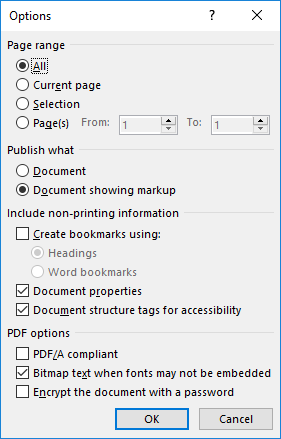 Options
?
Page range
All
Current page
Selection
Page(s) From: 1 To: 1
Publish what
Document
Document showing markup
Include non-printing information
Create bookmarks using:
Headings
Word bookmarks
Document properties
Document structure tags for accessibility
PDF options
PDF/A compliant
Bitmap text when fonts may not be embedded
Encrypt the document with a password
OK Cancel